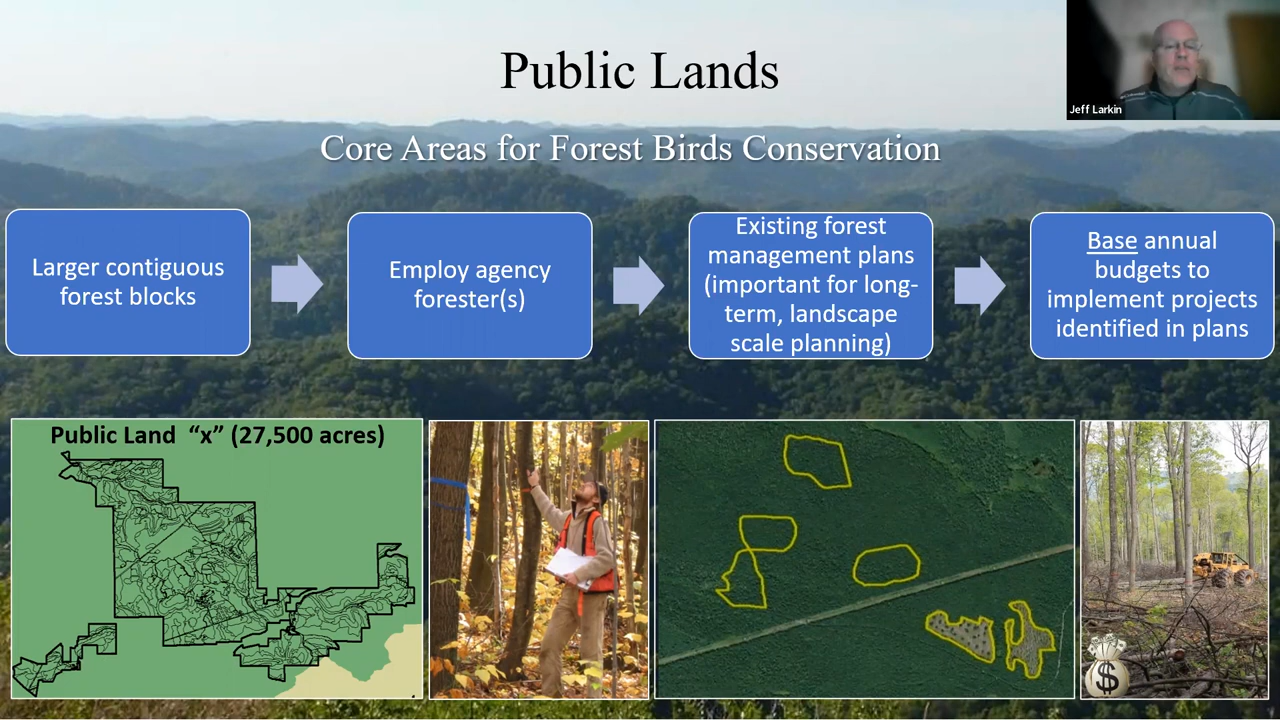 Public Lands
Jeff Larkin
Core Areas for Forest Birds Conservation
Larger contiguous
forest blocks
Employ agency
forester(s)
Existing forest
management plans
(important for long-
term, landscape
scale planning)
Base annual
budgets to
implement projects
identified in plans
Public Land “x” (27,500 acres)
$